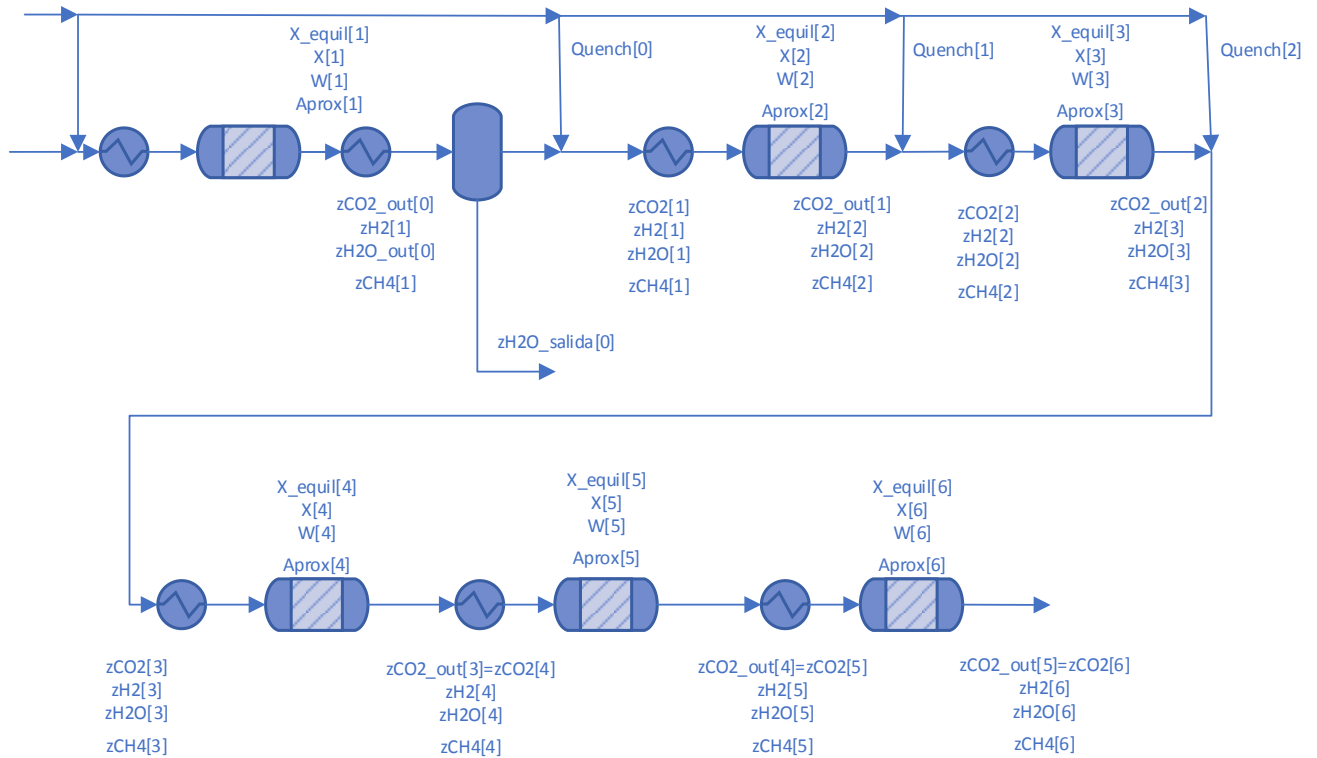 X_equil[1]
X[1]
W[1]
Aprox[1]
Quench[0]
X_equil[2]
X[2]
W[2]
Aprox[2]
Quench[1]
X_equil[3]
X[3]
W[3]
Aprox[3]
Quench[2]
zCO2_out[0]
zH2[1]
zH2O_out[0]
zCH4[1]
zCO2[1]
zH2[1]
zH2O[1]
zCH4[1]
zCO2_out[1]
zH2[2]
zH2O[2]
zCH4[2]
zCO2[2]
zH2[2]
zH2O[2]
zCH4[2]
zCO2_out[2]
zH2[3]
zH2O[3]
zCH4[3]
zH2O_salida[0]
X_equil[4]
X[4]
W[4]
Aprox[4]
X_equil[5]
X[5]
W[5]
Aprox[5]
X_equil[6]
X[6]
W[6]
Aprox[6]
zCO2[3]
zH2[3]
zH2O[3]
zCH4[3]
zCO2_out[3]=zCO2[4]
zH2[4]
zH2O[4]
zCH4[4]
zCO2_out[4]=zCO2[5]
zH2[5]
zH2O[5]
zCH4[5]
zCO2_out[5]=zCO2[6]
zH2[6]
zH2O[6]
zCH4[6]